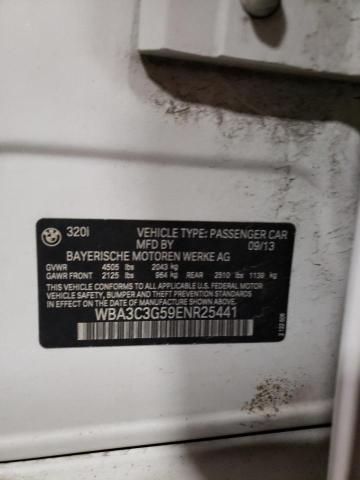 320i VEHICLE TYPE: PASSENGER CAR
MFD BY 09/13
BAYERISCHE MOTOREN WERKE AG
GVWR 4505 lbs 2043 kg
GAWR FRONT 2125 lbs 964 kg REAR 2510 lbs 1139 kg
THIS VEHICLE CONFORMS TO ALL APPLICABLE U.S. FEDERAL MOTOR
VEHICLE SAFETY, BUMPER, AND THEFT PREVENTION STANDARDS
IN EFFECT ON THE DATE OF MANUFACTURE SHOWN ABOVE.
WBA3C3G59ENR25441